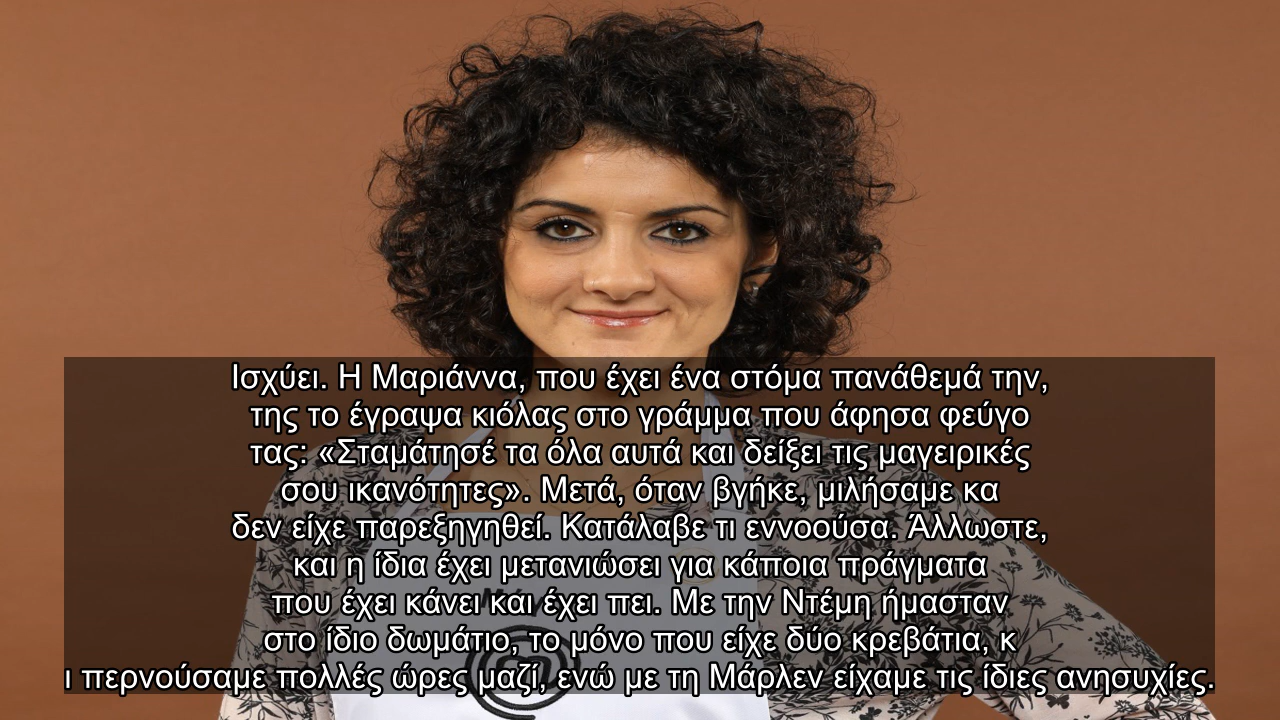 Ισχύει. Η Μαριάννα, που έχει ένα στόμα πανάθεμά την,
της το έγραψα κιόλας στο γράμμα που άφησα φεύγο
τας: «Σταμάτησέ τα όλα αυτά και δείξει τις μαγειρικές
σου ικανότητες». Μετά, όταν βγήκε, μιλήσαμε κα
δεν είχε παρεξηγηθεί. Κατάλαβε τι εννοούσα. Άλλωστε,
και η ίδια έχει μετανιώσει για κάποια πράγματα
που έχει κάνει και έχει πει. Με την Ντέμη ήμασταν
στο ίδιο δωμάτιο, το μόνο που είχε δύο κρεβάτια, κ
ι περνούσαμε πολλές ώρες μαζί, ενώ με τη Μάρλεν είχαμε τις ίδιες ανησυχίες.